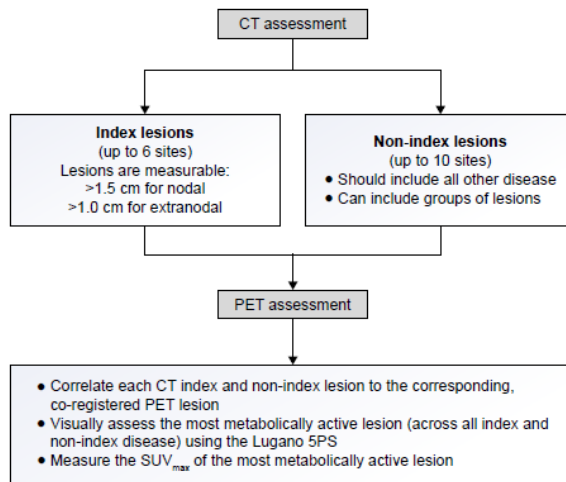 CT assessment
Index lesions
(up to 6 sites)
Lesions are measurable:
>1.5 cm for nodal
>1.0 cm for extranodal
Non-index lesions
(up to 10 sites)
● Should include all other disease
● Can include groups of lesions
PET assessment
● Correlate each CT index and non-index lesion to the corresponding,
co-registered PET lesion
● Visually assess the most metabolically active lesion (across all index and
non-index disease) using the Lugano 5PS
● Measure the SUVmax of the most metabolically active lesion